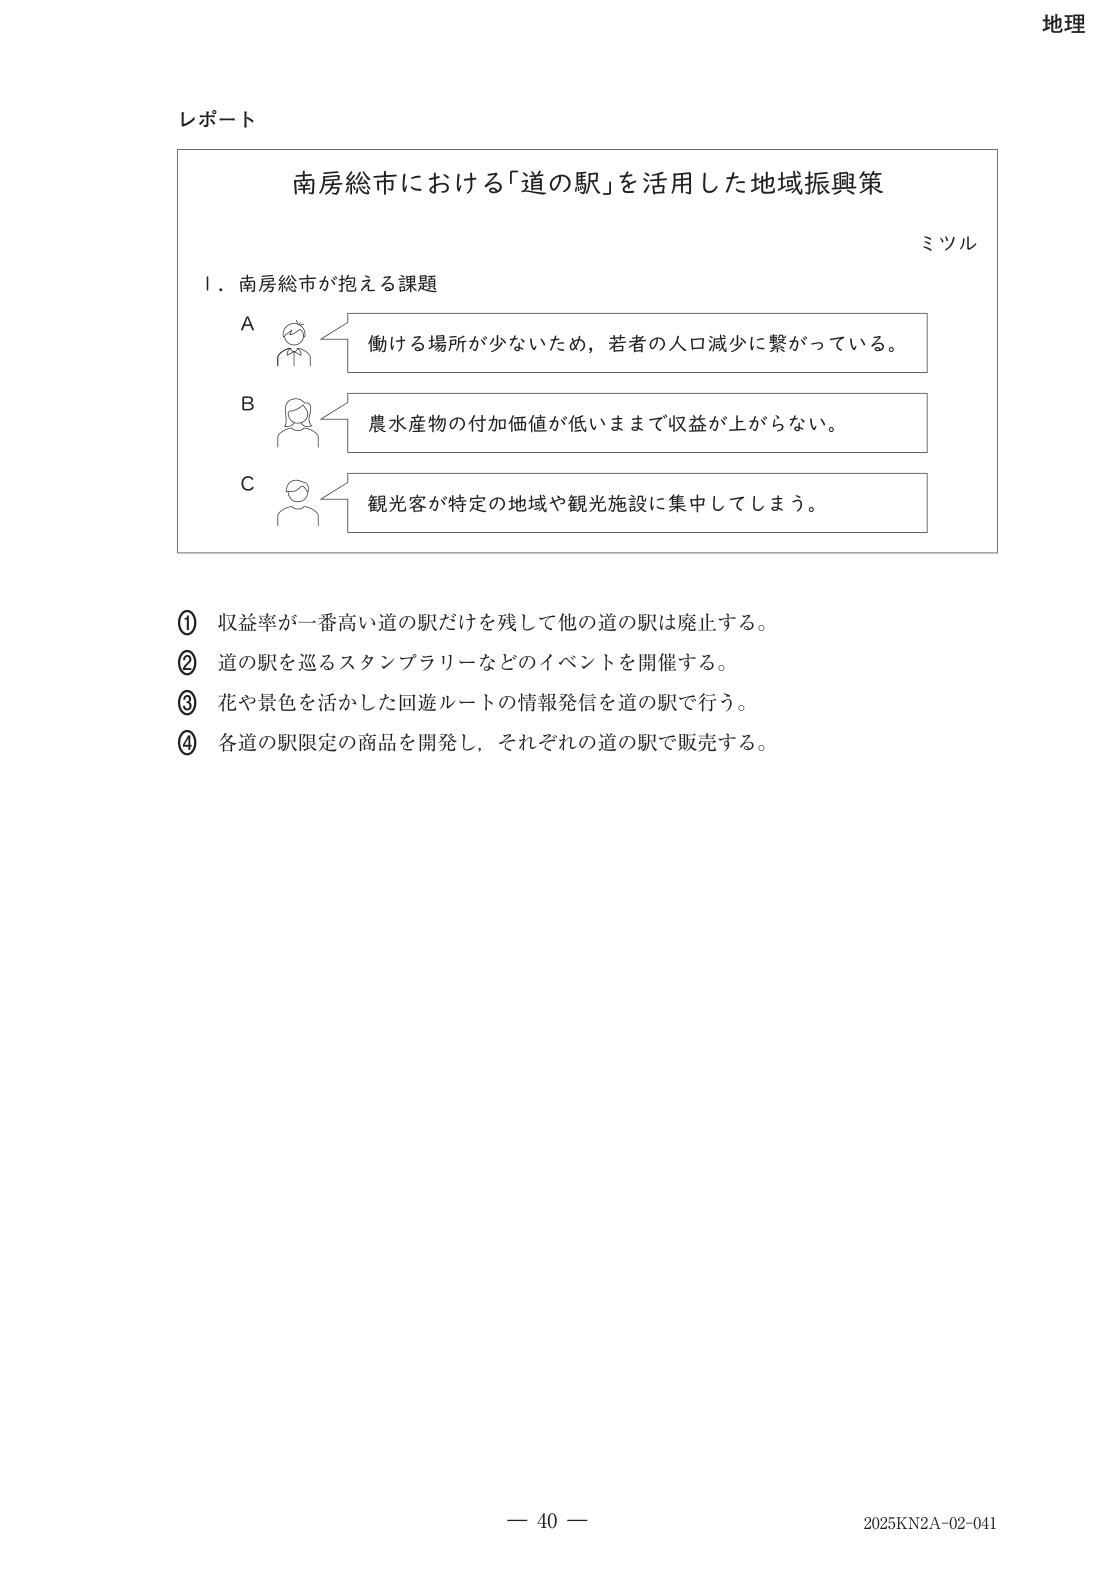 地理
レポート
南房総市における「道の駅」を活用した地域振興策
ミツル
1．南房総市が抱える課題
A
働ける場所が少ないため，若者の人口減少に繋がっている。
B
農水産物の付加価値が低いままで収益が上がらない。
C
観光客が特定の地域や観光施設に集中してしまう。
① 収益率が一番高い道の駅だけを残して他の道の駅は廃止する。
② 道の駅を巡るスタンプラリーなどのイベントを開催する。
③ 花や景色を活かした回遊ルートの情報発信を道の駅で行う。
④ 各道の駅限定の商品を開発し，それぞれの道の駅で販売する。
— 40 —
2025KN2A-02-041